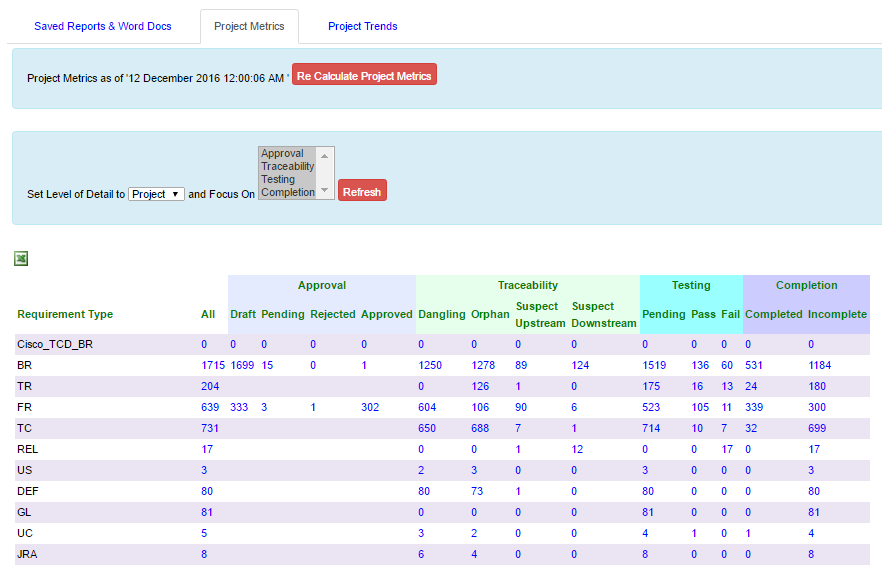 Saved Reports & Word Docs Project Metrics Project Trends
Project Metrics as of '12 December 2016 12:00:06 AM ' Re Calculate Project Metrics
Approval
Traceability
Testing
Completion
Set Level of Detail to Project and Focus On Refresh
Approval Traceability Testing Completion
Requirement Type All Draft Pending Rejected Approved Dangling Orphan Suspect Upstream Suspect Downstream Pending Pass Fail Completed Incomplete
Cisco_TCD_BR 0 0 0 0 0 0 0 0 0 0 0 0 0 0
BR 1715 1699 15 0 1 1250 1278 89 124 1519 136 60 531 1184
TR 204 0 126 1 0 175 16 13 24 180
FR 639 333 3 1 302 604 106 90 6 523 105 11 339 300
TC 731 650 688 7 1 714 10 7 32 699
REL 17 0 0 1 12 0 0 17 0 17
US 3 2 3 0 0 3 0 0 0 3
DEF 80 80 73 1 0 80 0 0 0 80
GL 81 0 0 0 0 81 0 0 0 81
UC 5 3 2 0 0 4 1 0 1 4
JRA 8 6 4 0 0 8 0 0 0 8